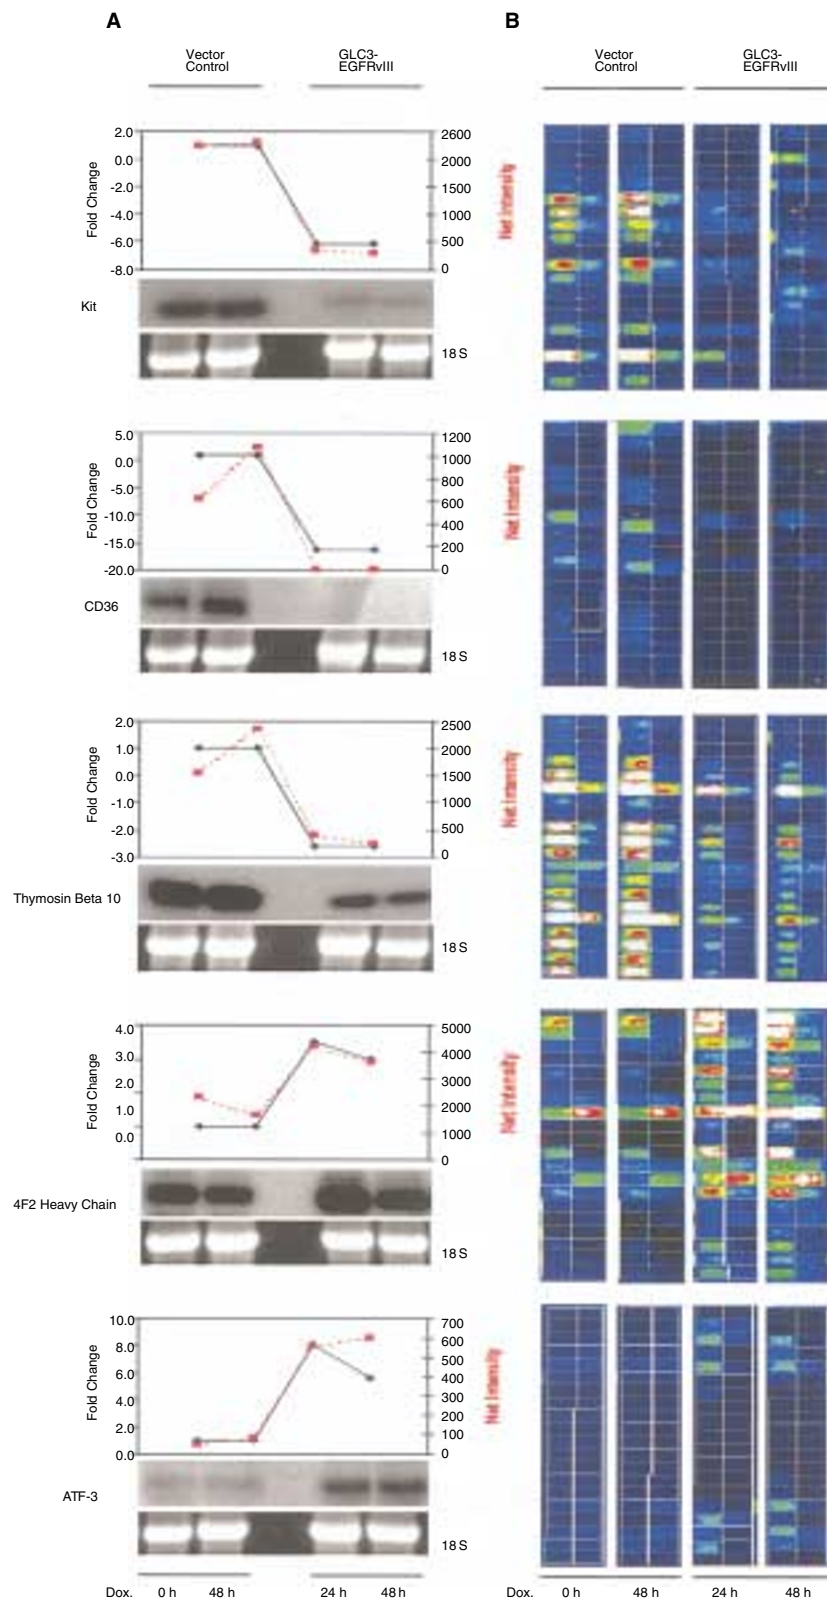 A
B
Vector
Control
GLC3-
EGFRvIII
Vector
Control
GLC3-
EGFRvIII
Fold Change
2.0
0.0
-2.0
-4.0
-6.0
-8.0
2600
2000
1500
1000
500
0
Net Intensity
Kit
18S
Fold Change
5.0
0.0
-5.0
-10.0
-15.0
-20.0
1200
1000
800
600
400
200
0
Net Intensity
CD36
18S
Fold Change
2.0
1.0
0.0
-1.0
-2.0
-3.0
2500
2000
1500
1000
500
0
Net Intensity
Thymosin Beta 10
18S
Fold Change
4.0
3.0
2.0
1.0
0.0
5000
4000
3000
2000
1000
0
Net Intensity
4F2 Heavy Chain
18S
Fold Change
10.0
8.0
6.0
4.0
2.0
0.0
700
600
500
400
300
200
100
0
Net Intensity
ATF-3
18S
Dox. 0 h 48 h 24 h 48 h
Dox. 0 h 48 h 24 h 48 h